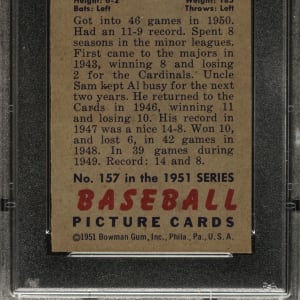 Height: 6-2 Weight: 185
Bats: Left Throws: Left
Got into 46 games in 1950.
Had an 11-9 record. Spent 8
seasons in the minor leagues.
First came to the majors in
1943, winning 8 and losing
2 for the Cardinals. Uncle
Sam kept Al busy for the next
two years. He returned to the
Cards in 1946, winning 11
and losing 10. His record in
1947 was a nice 14-8. Won 10,
and lost 6, in 42 games in
1948. In 39 games during
1949. Record: 14 and 8.
No. 157 in the 1951 SERIES
BASEBALL
PICTURE CARDS
©1951 Bowman Gum, Inc., Phila., Pa., U. S. A.